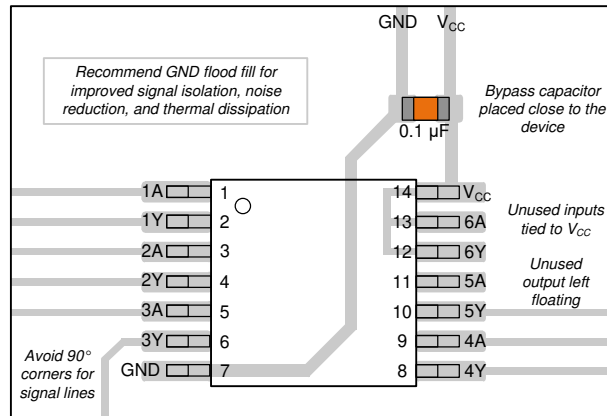 GND VCC
Recommend GND flood fill for
improved signal isolation, noise
reduction, and thermal dissipation
Bypass capacitor
placed close to the
device
0.1 µF
1A 1 14 VCC
1Y 2 13 6A
2A 3 12 6Y
2Y 4 11 5A
3A 5 10 5Y
3Y 6 9 4A
GND 7 8 4Y
Unused inputs
tied to VCC
Unused
output left
floating
Avoid 90°
corners for
signal lines